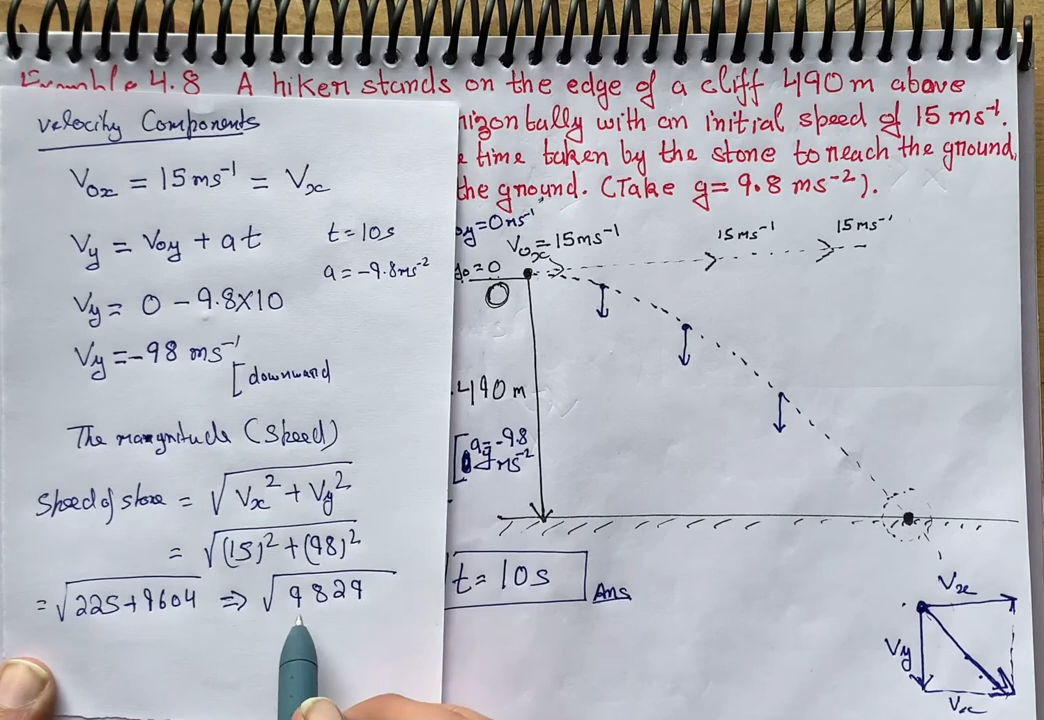 Example 4.8 A hiker stands on the edge of a cliff 490 m above
horizontally with an initial speed of 15 ms⁻¹.
time taken by the stone to reach the ground,
the ground. (Take g = 9.8 ms⁻²).
Velocity Components
V₀ₓ = 15 ms⁻¹ = Vₓ
Vy = V₀y + at
t = 10s
a = -9.8 ms⁻²
Vy = 0 - 9.8 × 10
Vy = -98 ms⁻¹
[downward
The magnitude (Speed)
Speed of stone = √Vₓ² + Vy²
= √(15)² + (98)²
= √225+9604 ⇒ √9829
y = 0 ms⁻¹
V₀ₓ = 15 ms⁻¹
15 ms⁻¹
15 ms⁻¹
y₀ = 0
O
490 m
a = -9.8
ms⁻²
t = 10s
Ans
Vx
Vy
Vx